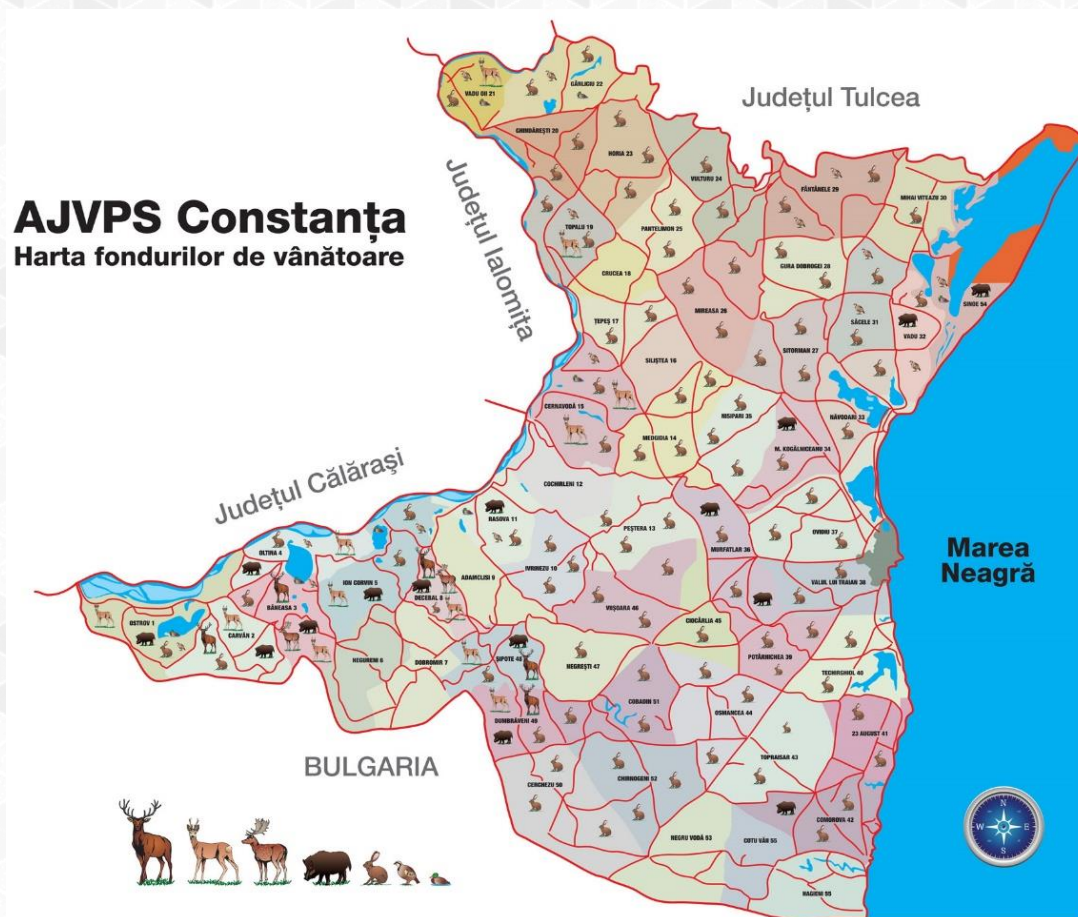 AJVPS Constanța
Harta fondurilor de vânătoare
Județul Tulcea
Județul Ialomița
Județul Călărași
BULGARIA
Marea
Neagră
VADU OII 21
GÂRLICIU 22
GHINDĂREȘTI 20
HORIA 23
VULTURU 24
FÂNTÂNELE 29
MIHAI VITEAZU 30
TOPALU 19
PANTELIMON 25
CRUCEA 18
GURA DOBROGEI 28
SINOE 54
MIREASA 26
SĂCELE 31
VADU 32
ȚEPEȘ 17
SILIȘTEA 16
SITORMAN 27
CERNAVODĂ 15
NISIPARI 35
NĂVODARI 33
MEDGIDIA 14
M. KOGĂLNICEANU 34
COCHIRLENI 12
RASOVA 11
PEȘTERA 13
OVIDIU 37
MURFATLAR 36
OLTINA 4
ION CORVIN 5
ADAMCLISI 9
IVRINEZU 10
VALUL LUI TRAIAN 38
BĂNEASA 3
DECEBAL 8
VIIȘOARA 46
OSTROV 1
CARVĂN 2
CIOCÂRLIA 45
NEGURENI 6
DOBROMIR 7
ȘIPOTE 48
NEGREȘTI 47
POTÂRNICHEA 39
TECHIRGHIOL 40
COBADIN 51
OSMANCEA 44
DUMBRĂVENI 49
23 AUGUST 41
TOPRAISAR 43
CERCHEZU 50
CHIRNOGENI 52
COMOROVA 42
NEGRU VODĂ 53
COTU VĂII 55
HAGIENI
N
E
S
W